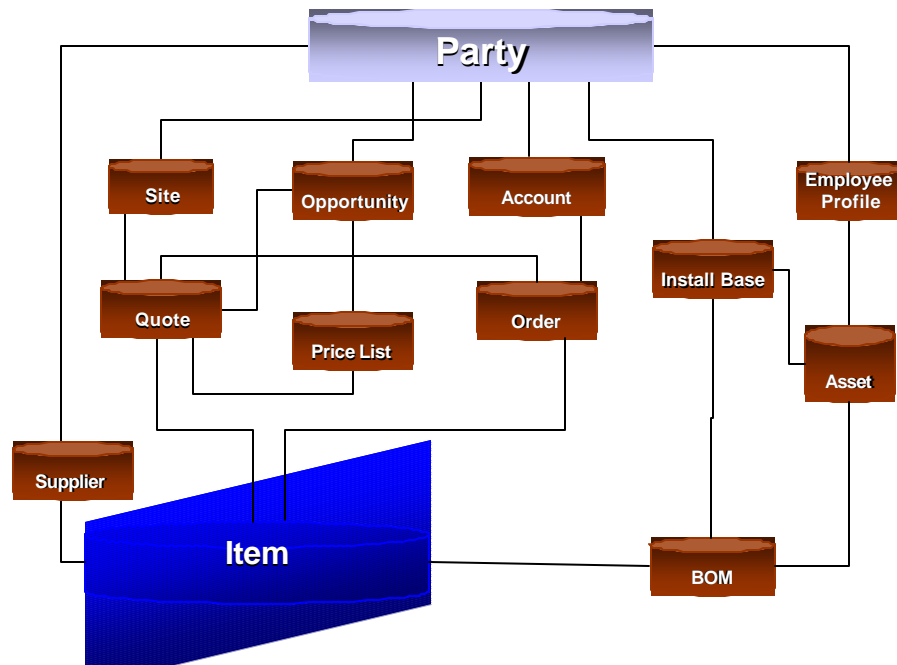 Party
Site
Opportunity
Account
Employee
Profile
Install Base
Quote
Price List
Order
Asset
Supplier
Item
BOM